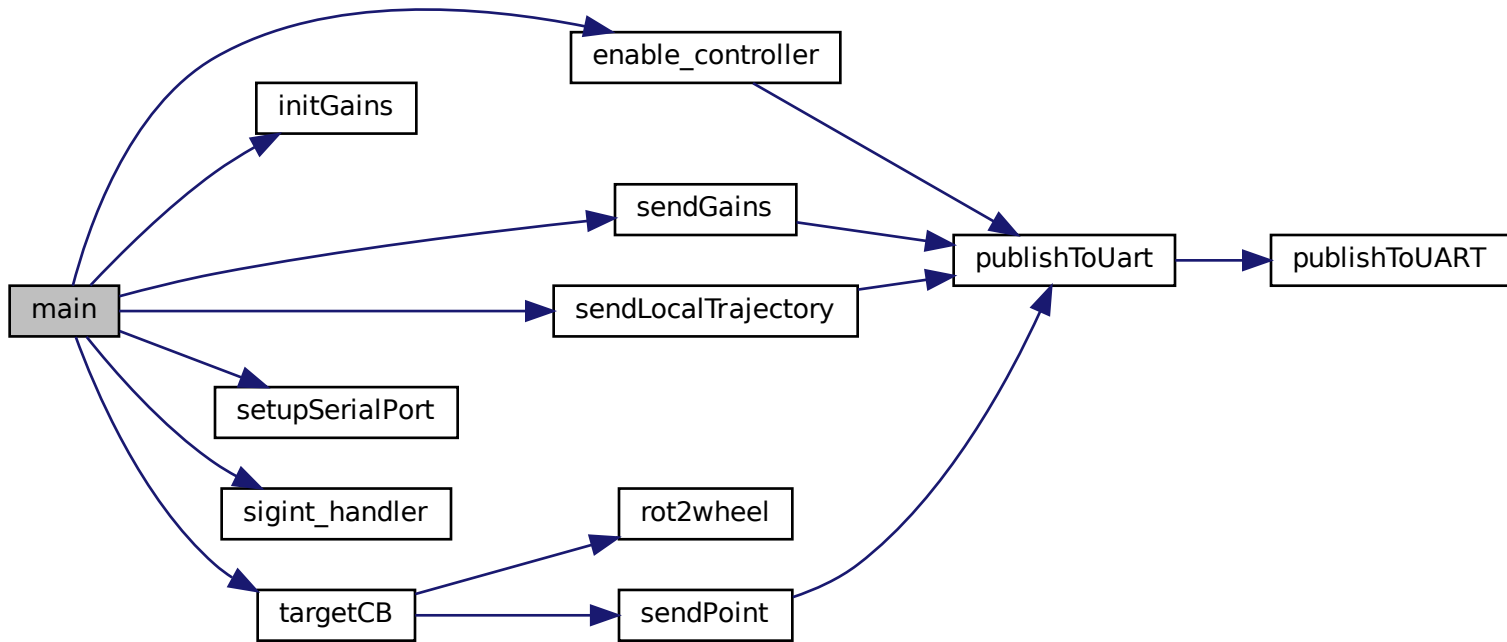 enable_controller
initGains
sendGains
publishToUart
publishToUART
main
sendLocalTrajectory
setupSerialPort
sigint_handler
rot2wheel
targetCB
sendPoint